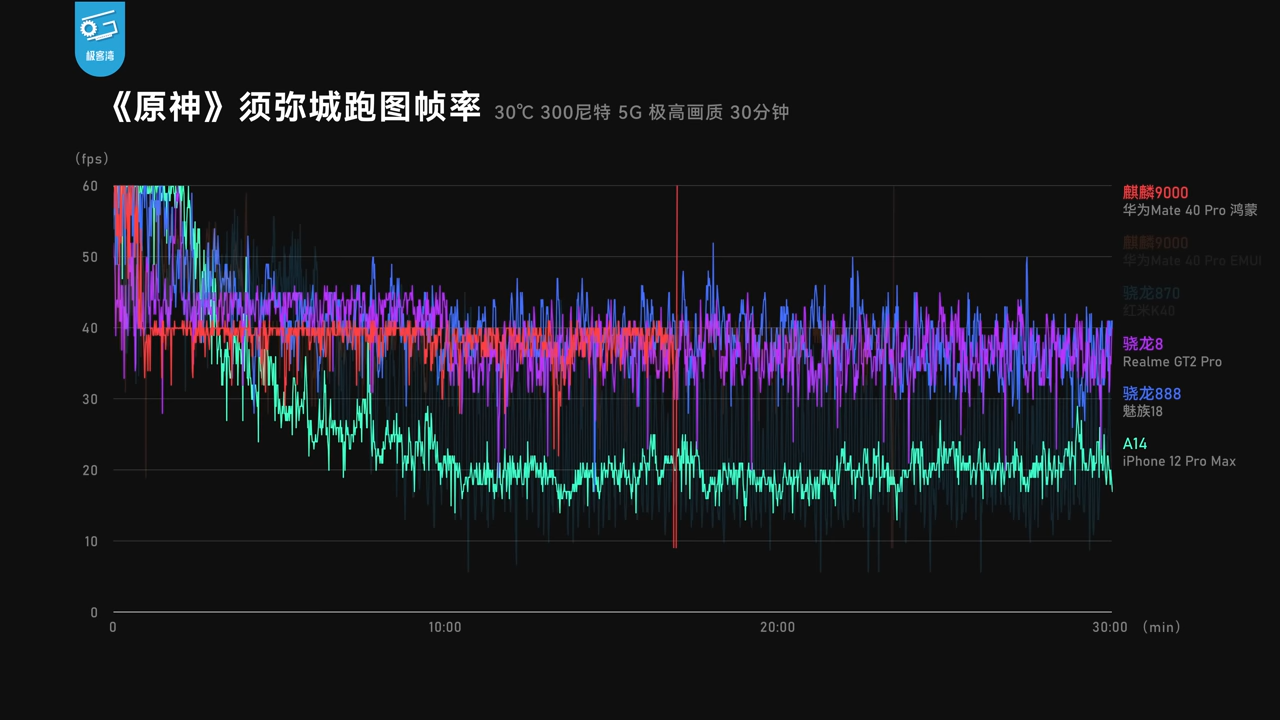 极客湾
《原神》须弥城跑图帧率 30℃ 300尼特 5G 极高画质 30分钟
(fps)
60
50
40
30
20
10
0
0 10:00 20:00 30:00 (min)
麒麟9000
华为Mate 40 Pro 鸿蒙
麒麟9000
华为Mate 40 Pro EMUI
骁龙870
红米K40
骁龙8
Realme GT2 Pro
骁龙888
魅族18
A14
iPhone 12 Pro Max